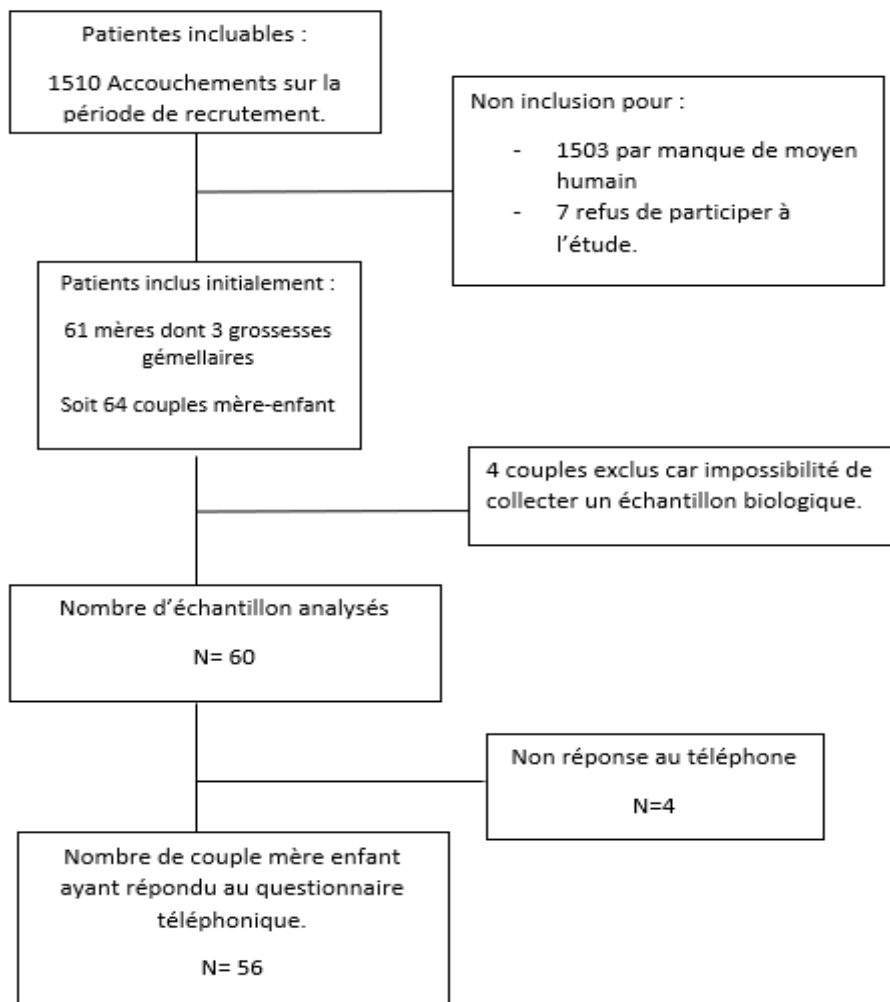 Patientes incluables :
1510 Accouchements sur la
période de recrutement.
Non inclusion pour :
- 1503 par manque de moyen
humain
- 7 refus de participer à
l'étude.
Patients inclus initialement :
61 mères dont 3 grossesses
gémellaires
Soit 64 couples mère-enfant
4 couples exclus car impossibilité de
collecter un échantillon biologique.
Nombre d'échantillon analysés
N= 60
Non réponse au téléphone
N=4
Nombre de couple mère enfant
ayant répondu au questionnaire
téléphonique.
N= 56